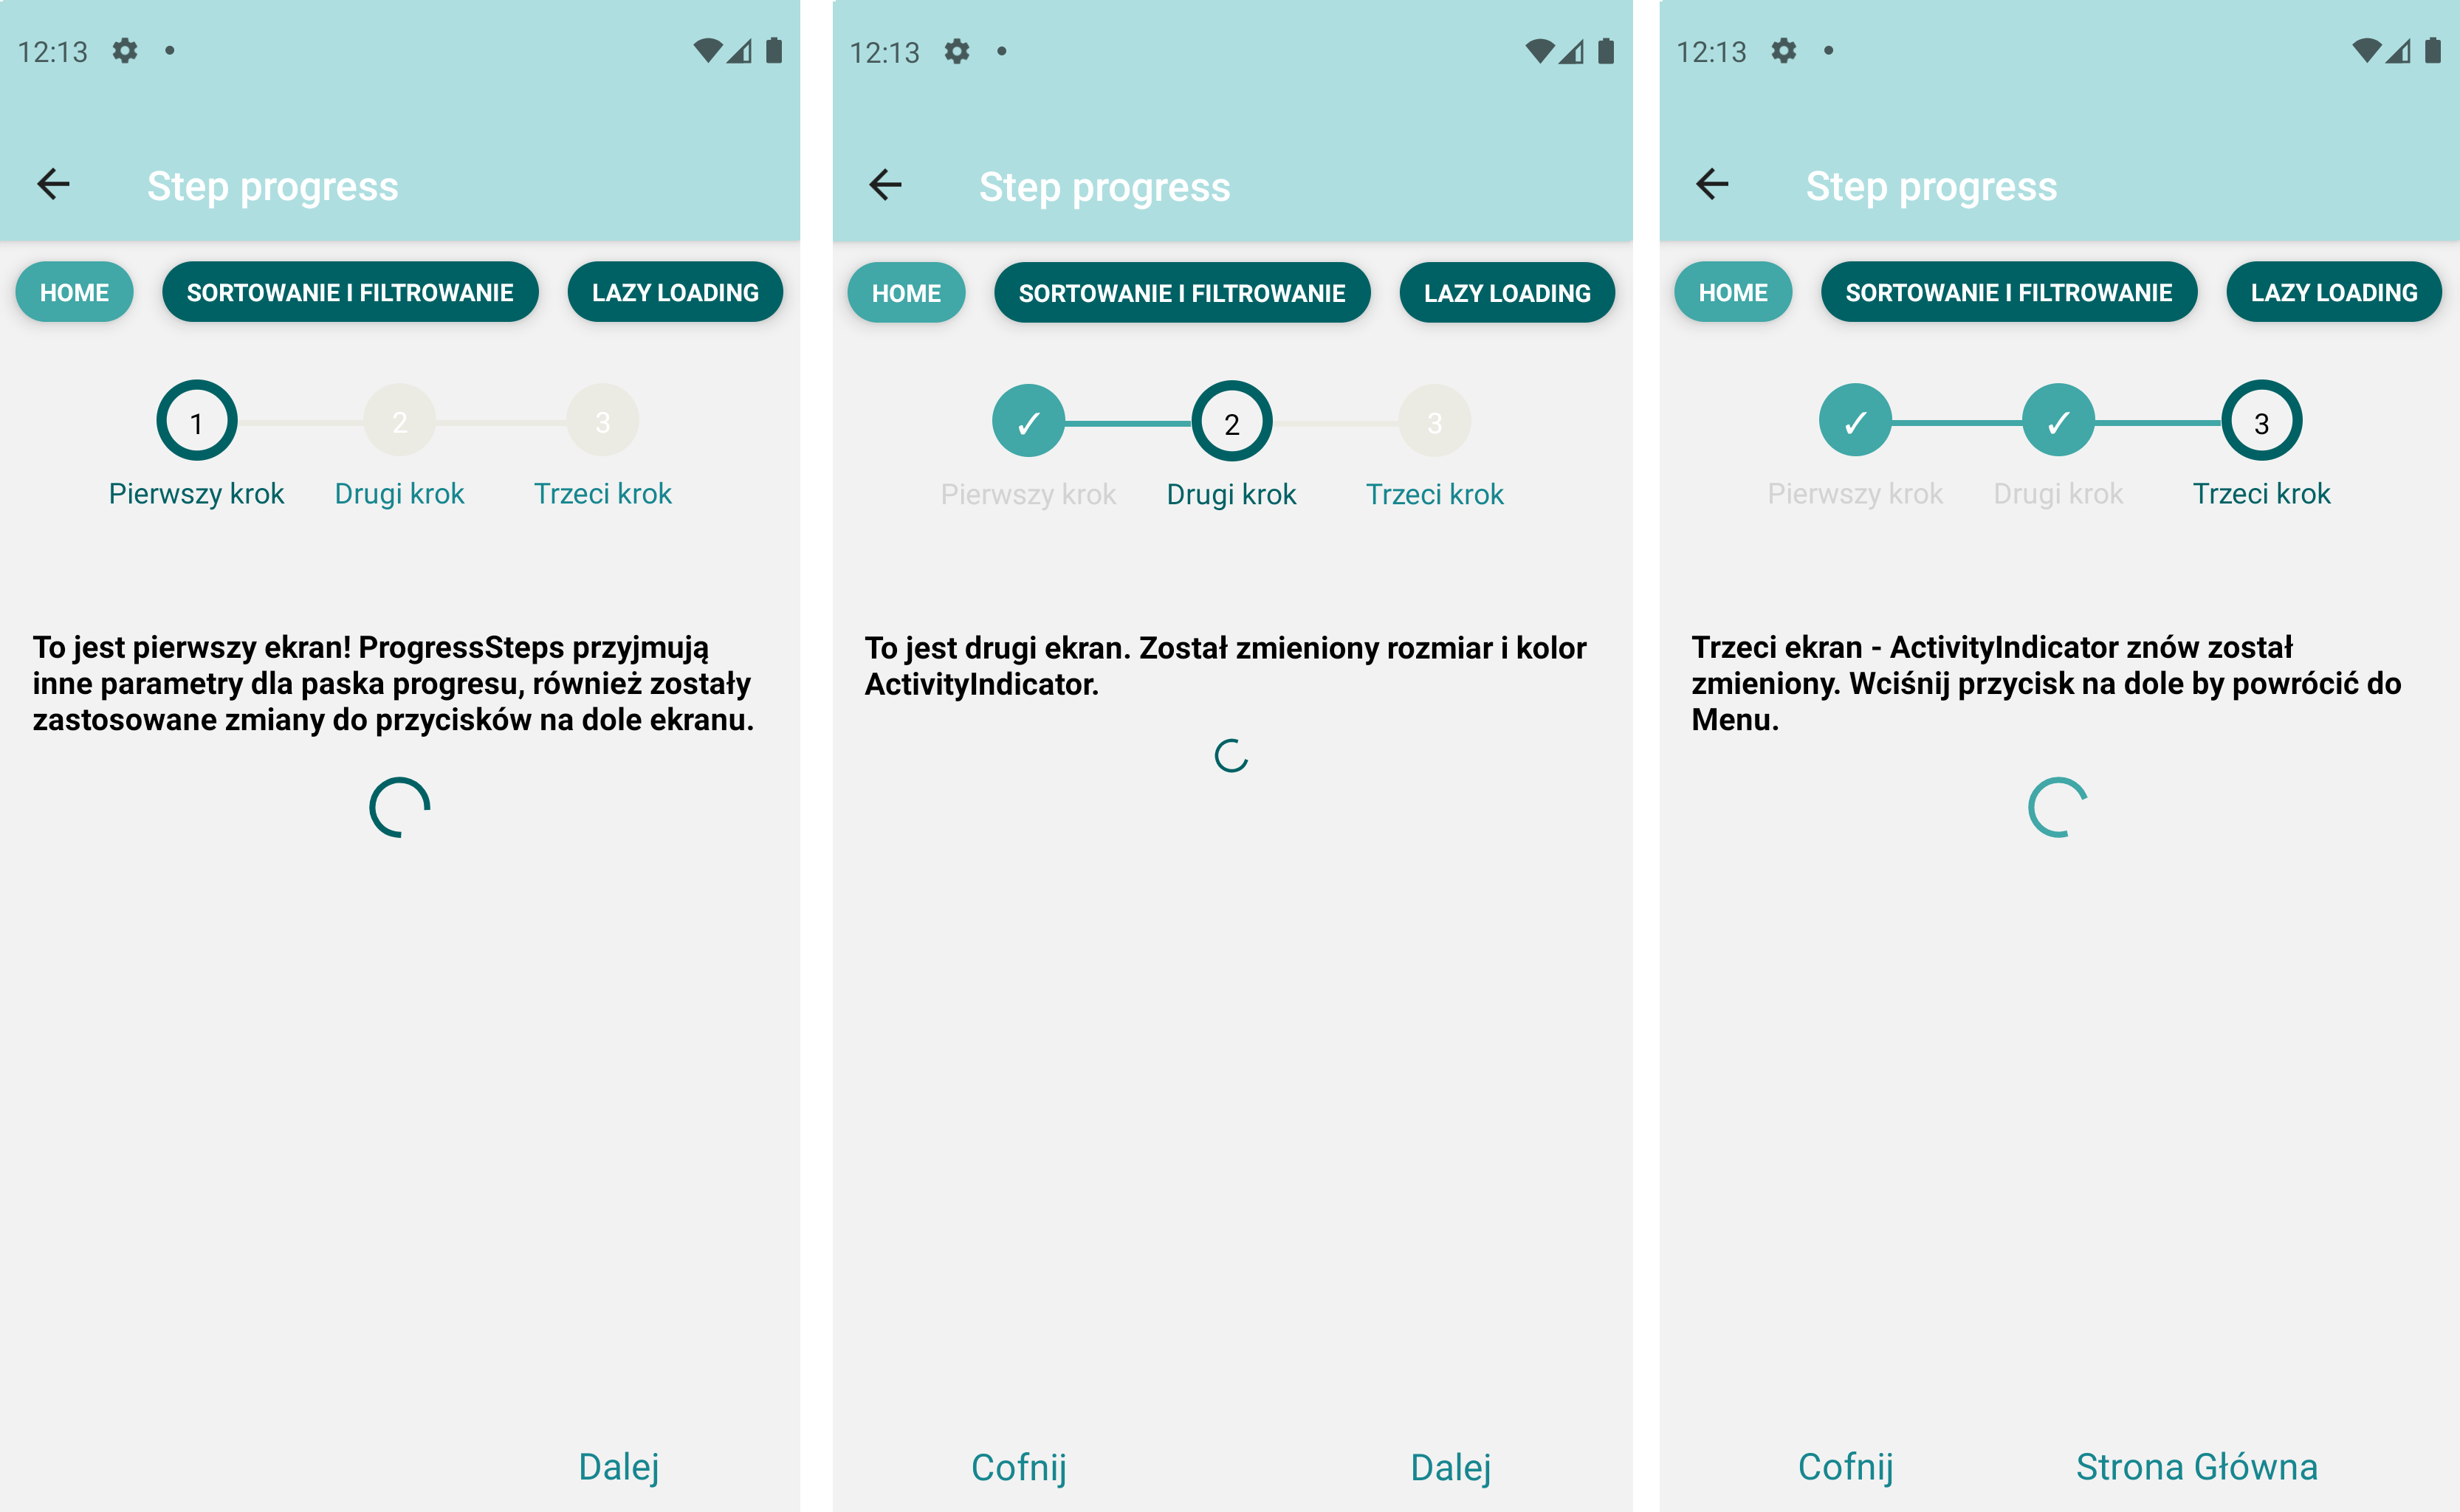 12:13
Step progress
HOME
SORTOWANIE I FILTROWANIE
LAZY LOADING
1
2
3
Pierwszy krok
Drugi krok
Trzeci krok
To jest pierwszy ekran! ProgressSteps przyjmują
inne parametry dla paska progresu, również zostały
zastosowane zmiany do przycisków na dole ekranu.
Dalej
12:13
Step progress
HOME
SORTOWANIE I FILTROWANIE
LAZY LOADING
✓
2
3
Pierwszy krok
Drugi krok
Trzeci krok
To jest drugi ekran. Został zmieniony rozmiar i kolor
ActivityIndicator.
Cofnij
Dalej
12:13
Step progress
HOME
SORTOWANIE I FILTROWANIE
LAZY LOADING
✓
✓
3
Pierwszy krok
Drugi krok
Trzeci krok
Trzeci ekran - ActivityIndicator znów został
zmieniony. Wciśnij przycisk na dole by powrócić do
Menu.
Cofnij
Strona Główna